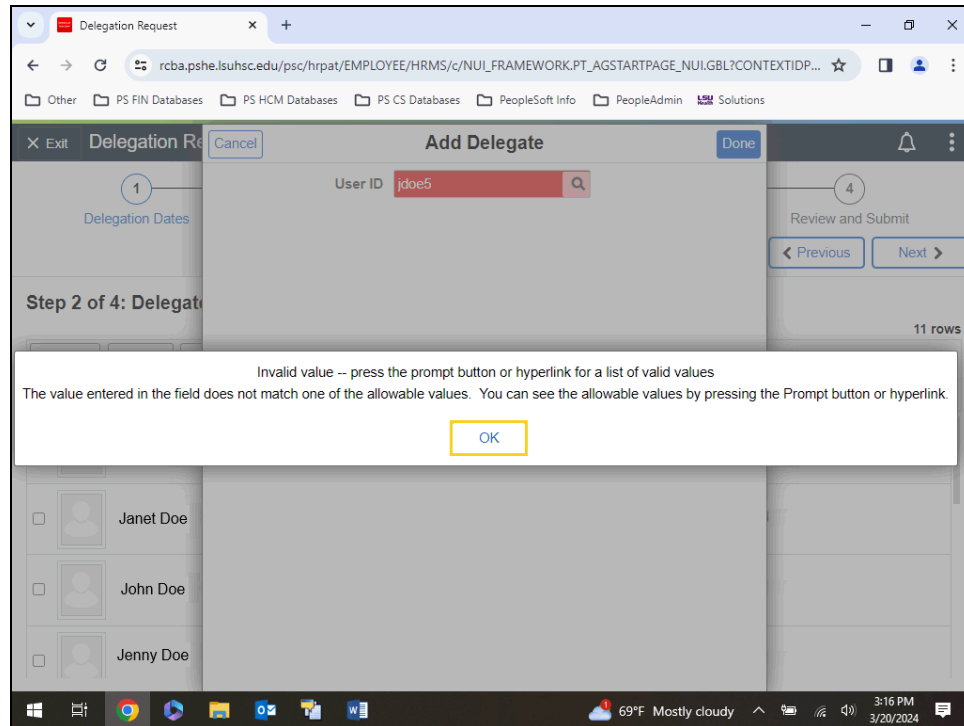 Delegation Request
rcba.pshe.lsuhsc.edu/psc/hrpat/EMPLOYEE/HRMS/c/NUI_FRAMEWORK.PT_AGSTARTPAGE_NUI.GBL?CONTEXTIDP...
Other PS FIN Databases PS HCM Databases PS CS Databases PeopleSoft Info PeopleAdmin LSU Health Solutions
Exit Delegation Re Cancel Add Delegate Done
User ID jdoe5
1 4
Delegation Dates Review and Submit
Previous Next
Step 2 of 4: Delegat
11 rows
Invalid value -- press the prompt button or hyperlink for a list of valid values
The value entered in the field does not match one of the allowable values. You can see the allowable values by pressing the Prompt button or hyperlink.
OK
Janet Doe
John Doe
Jenny Doe
69°F Mostly cloudy 3:16 PM
3/20/2024